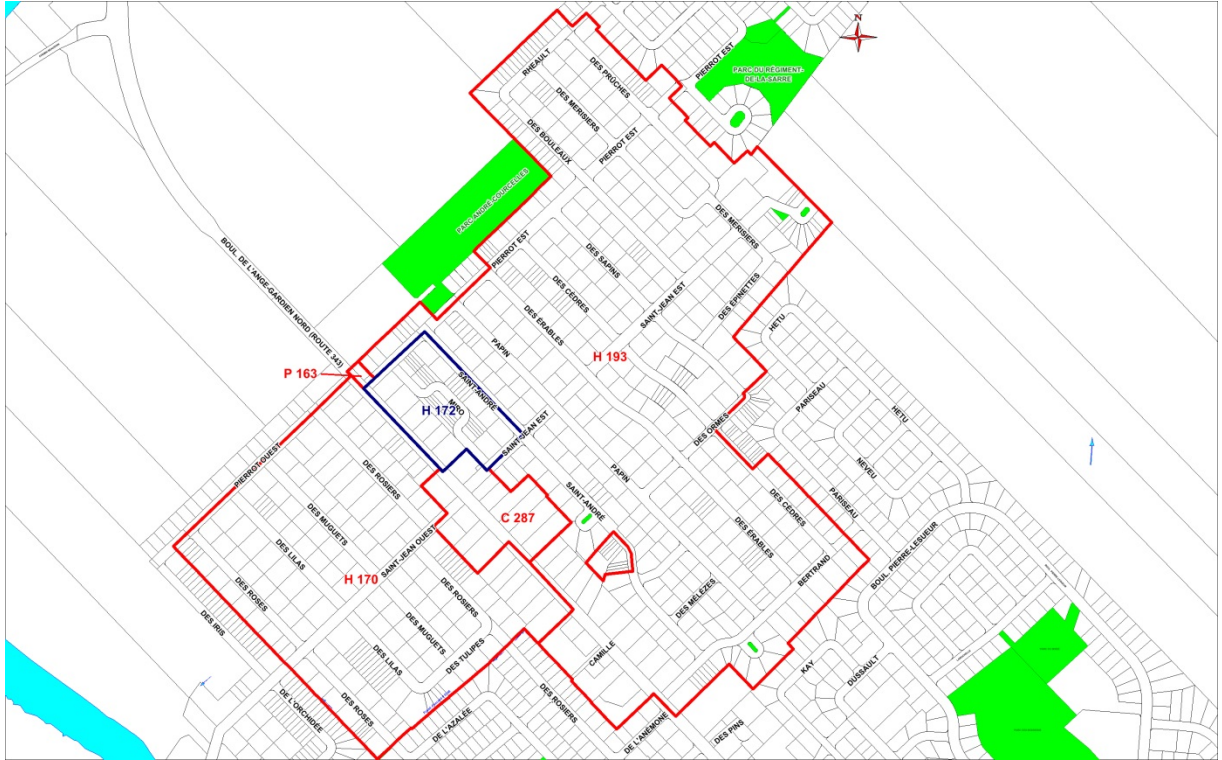 N
RHEAULT
DES PROCHES
PIERROT EST
PARC DU RÉGIMENT-
DE-LA-SARRE
DES MERISIERS
PIERROT EST
DES BOULEAUX
PARC ANDRÉ-COURCELLES
DES MERISIERS
BOUL. DE L'ANGE-GARDIEN NORD (ROUTE 343)
PIERROT EST
DES SAPINS
DES CÈDRES
SAINT-JEAN EST
DES ÉPINETTES
DES ÉRABLES
HETU
PAPIN
H 193
P 163
SAINT-ANDRÉ
MIRO
H 172
PARISEAU
HETU
SAINT-JEAN EST
DES ORMES
PIERROT OUEST
DES ROSIERS
PAPIN
NEVEU
SAINT-ANDRÉ
DES CÈDRES
PARISEAU
DES MUGUETS
C 287
DES ÉRABLES
DES LILAS
SAINT-JEAN OUEST
BOUL. PIERRE-LESUEUR
H 170
BERTRAND
DES ROSES
DES ROSIERS
DES MÉLÈZES
DES IRIS
DES MUGUETS
DES TULIPES
CAMILLE
KAY
DUSSAULT
DES LILAS
DES ROSIERS
DE L'ORCHIDÉE
DES ROSES
DE L'AZALÉE
DE L'ANÉMONE
DES PINS